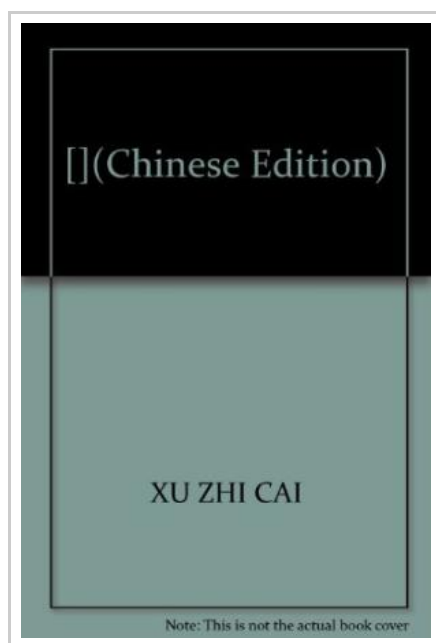 [](Chinese Edition)
XU ZHI CAI
Note: This is not the actual book cover